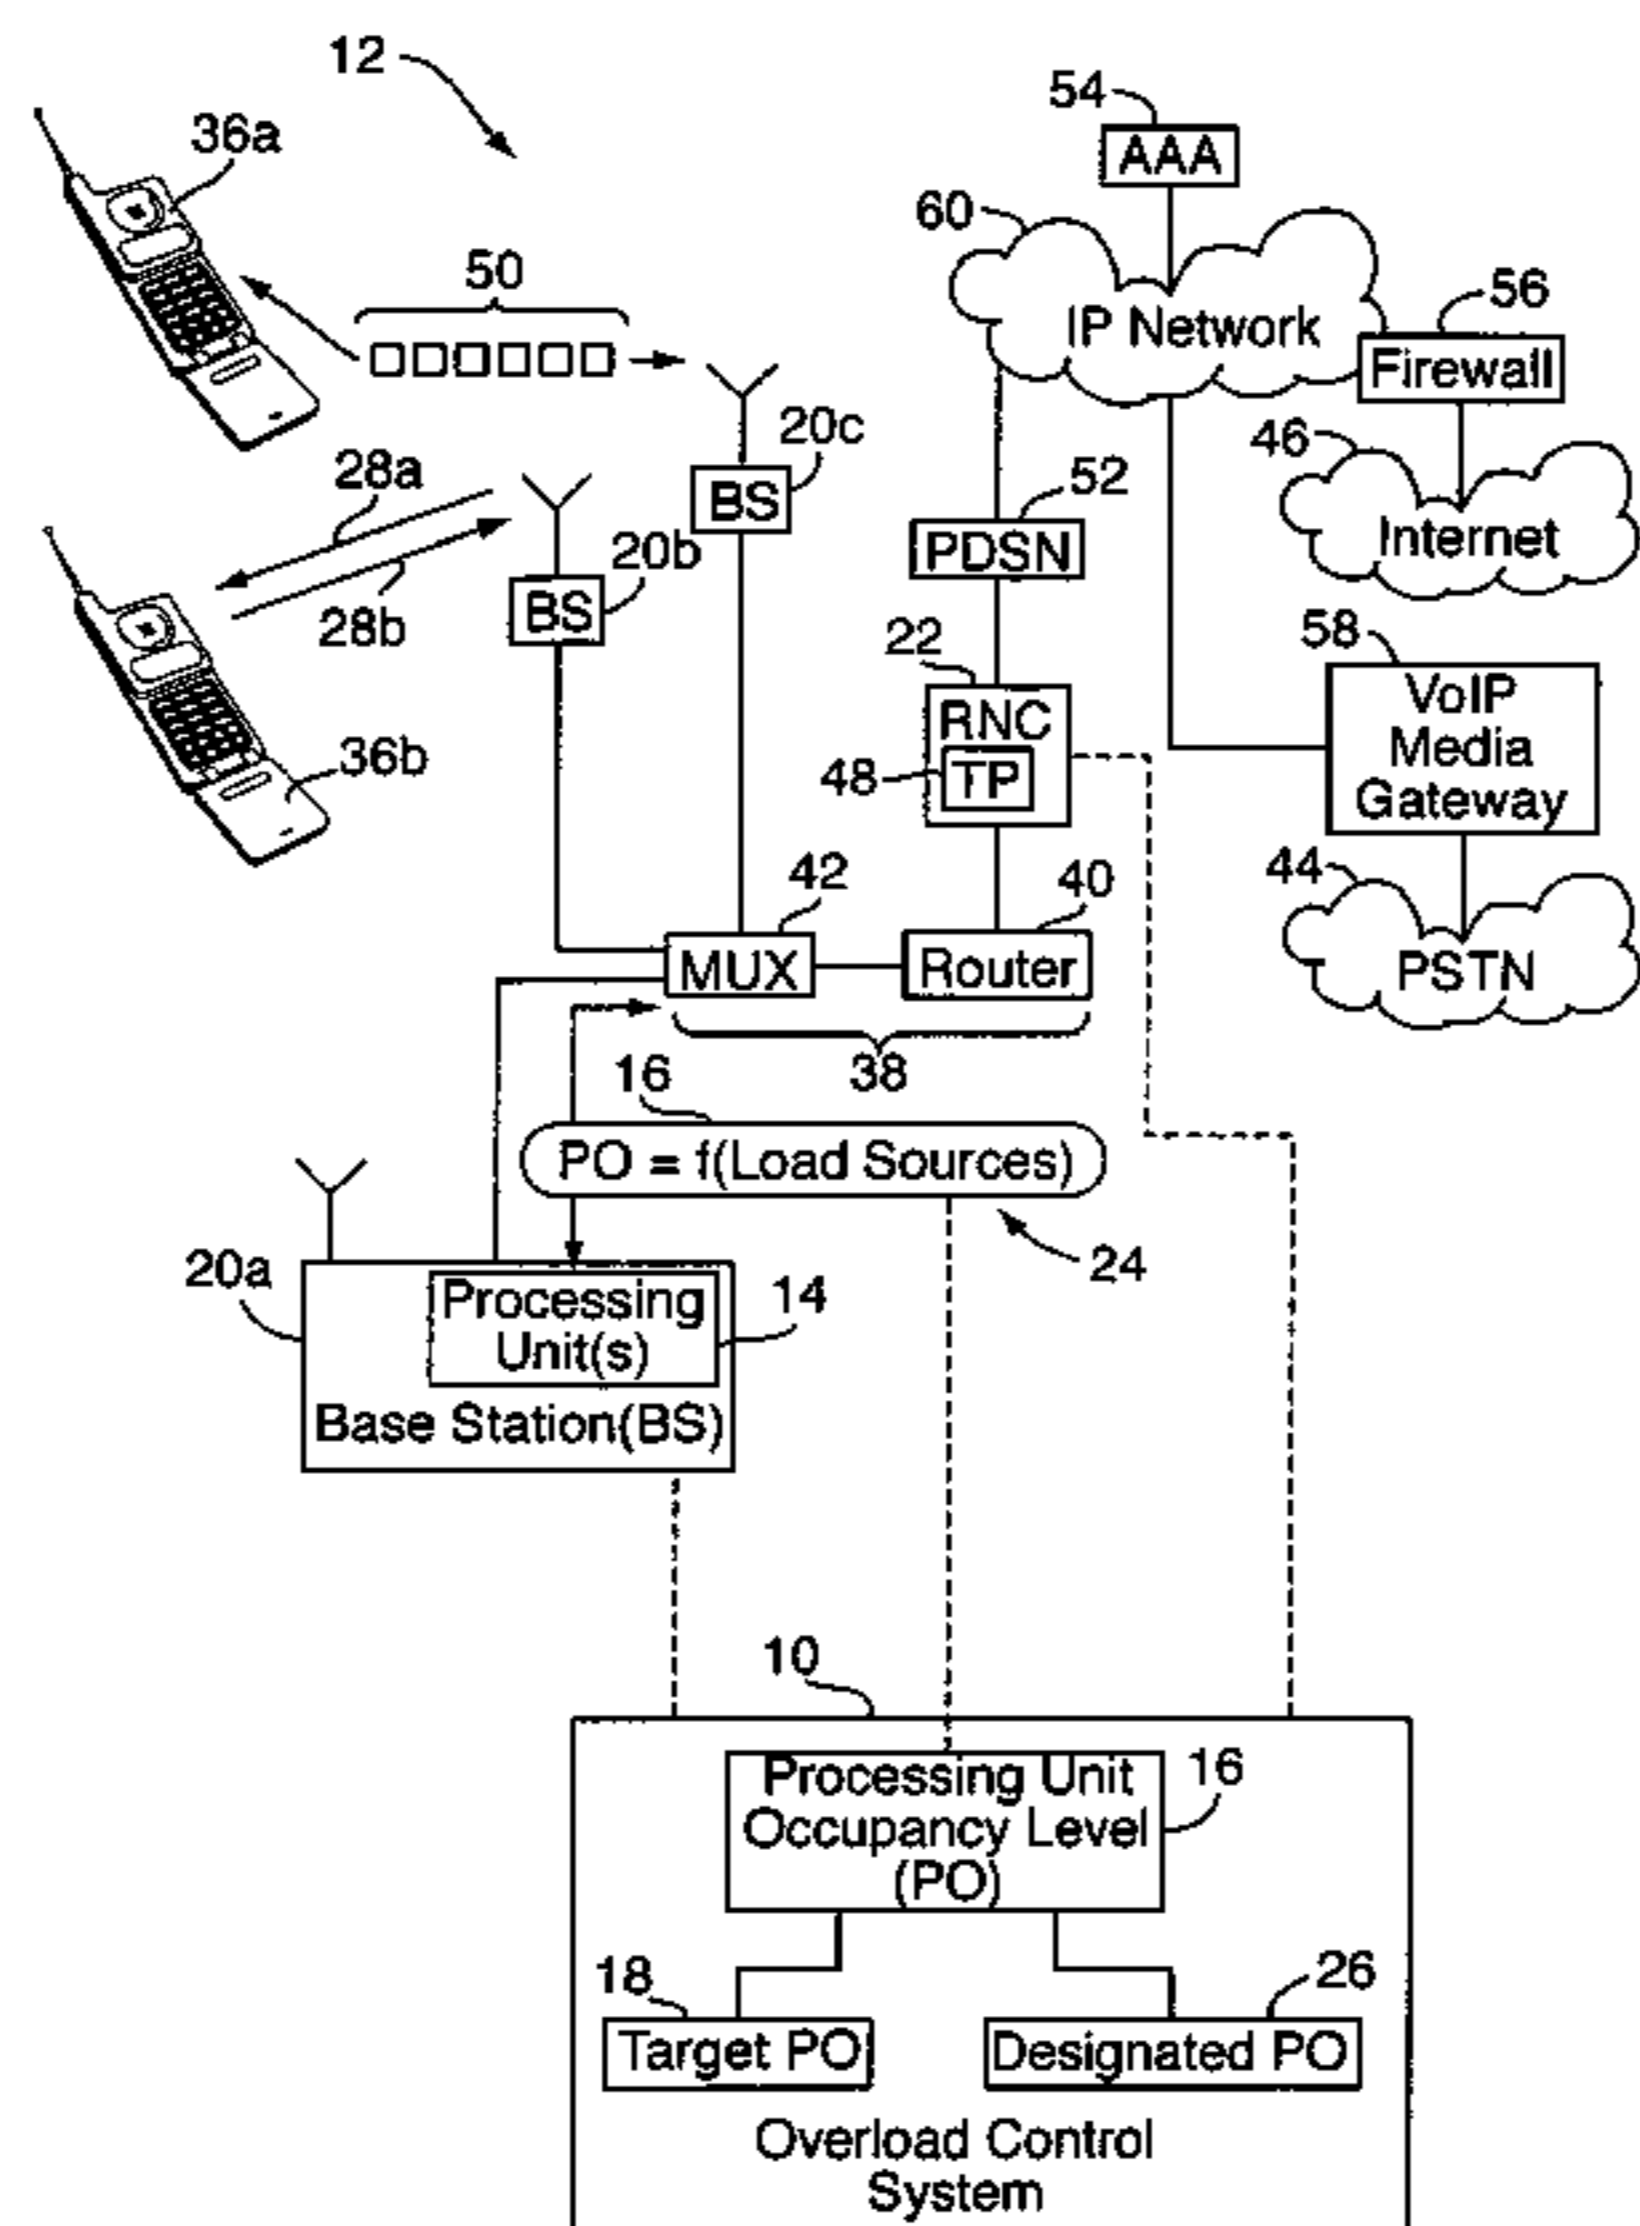 12
54
AAA
36a
60
50
56
IP Network
Firewall
20c
46
28a
BS
52
20b
PDSN
Internet
BS
28b
22
58
VoIP
RNC
Media
36b
48
TP
Gateway
42
40
44
MUX
Router
PSTN
16
38
PO = f(Load Sources)
24
20a
Processing
14
Unit(s)
Base Station(BS)
10
Processing Unit
16
Occupancy Level
(PO)
18
26
Target PO
Designated PO
Overload Control
System